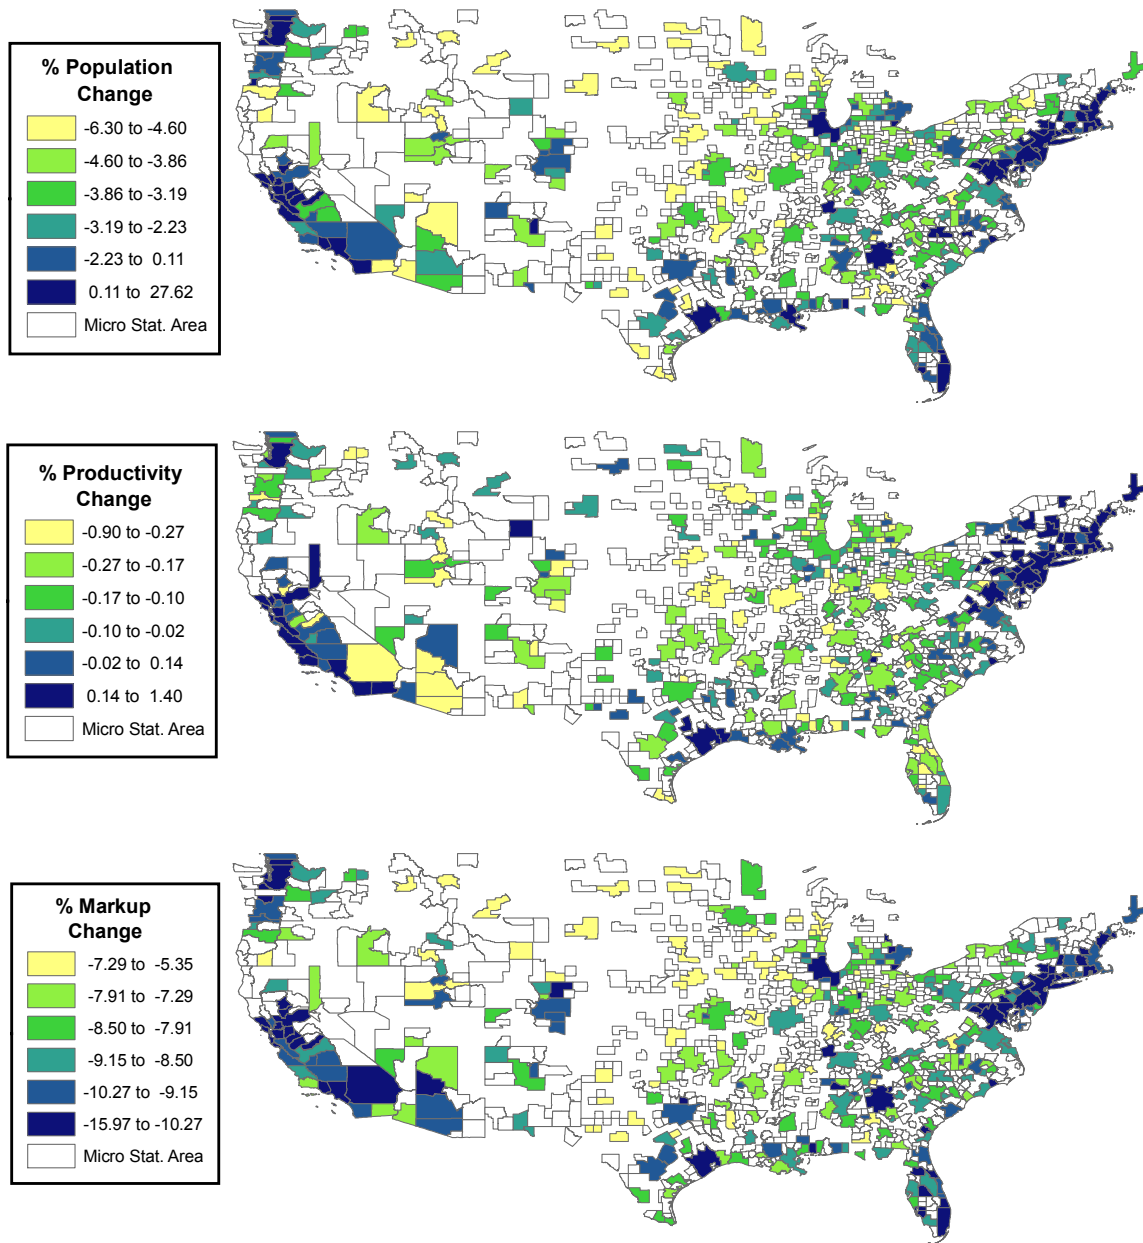 % Population
Change
-6.30 to -4.60
-4.60 to -3.86
-3.86 to -3.19
-3.19 to -2.23
-2.23 to 0.11
0.11 to 27.62
Micro Stat. Area
% Productivity
Change
-0.90 to -0.27
-0.27 to -0.17
-0.17 to -0.10
-0.10 to -0.02
-0.02 to 0.14
0.14 to 1.40
Micro Stat. Area
% Markup
Change
-7.29 to -5.35
-7.91 to -7.29
-8.50 to -7.91
-9.15 to -8.50
-10.27 to -9.15
-15.97 to -10.27
Micro Stat. Area